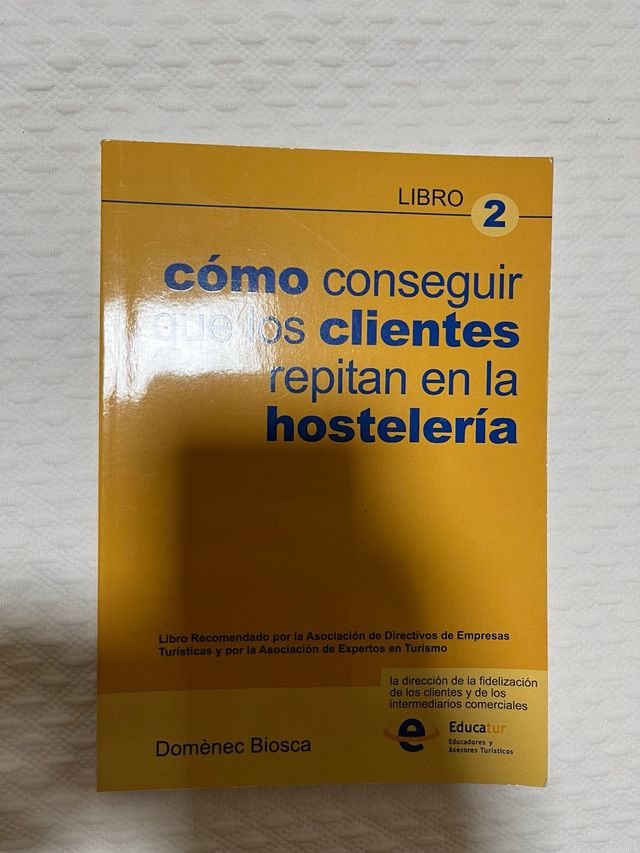 LIBRO 2
cómo conseguir
que los clientes
repitan en la
hostelería
Libro Recomendado por la Asociación de Directivos de Empresas
Turísticas y por la Asociación de Expertos en Turismo
la dirección de la fidelización
de los clientes y de los
intermediarios comerciales
e Educatur
Educadores y
Asesores Turísticos
Domènec Biosca